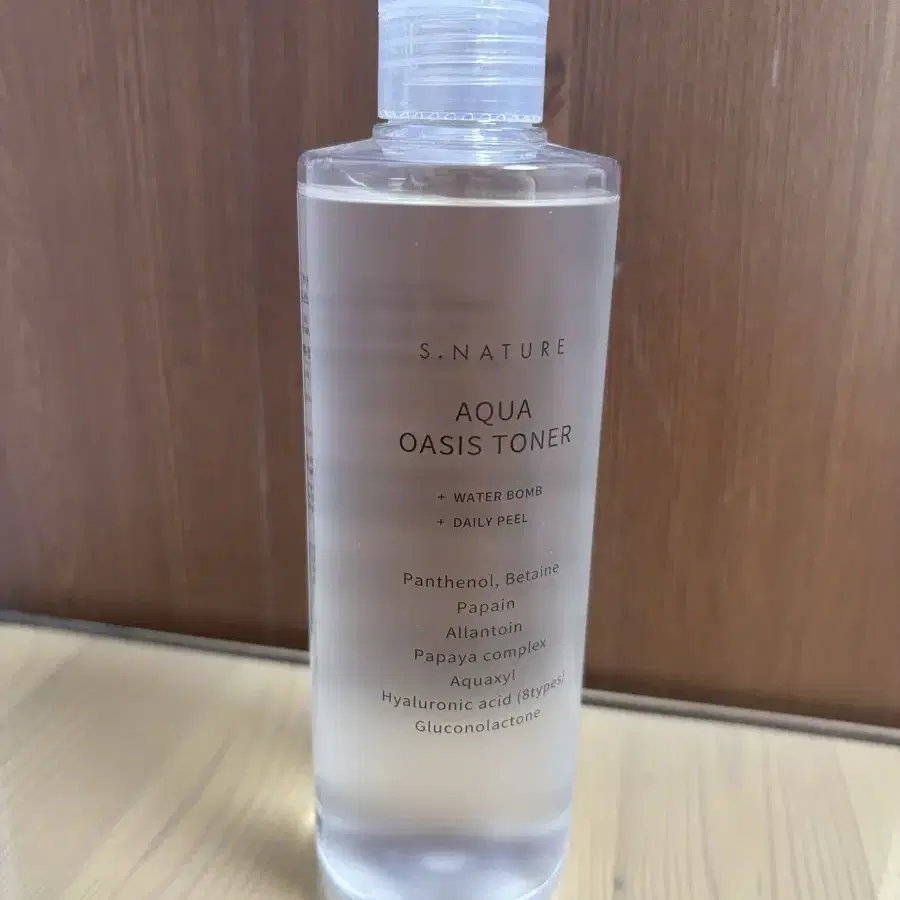 S.NATURE
AQUA
OASIS TONER
+ WATER BOMB
+ DAILY PEEL
Panthenol, Betaine
Papain
Allantoin
Papaya complex
Aquaxyl
Hyaluronic acid (8types)
Gluconolactone